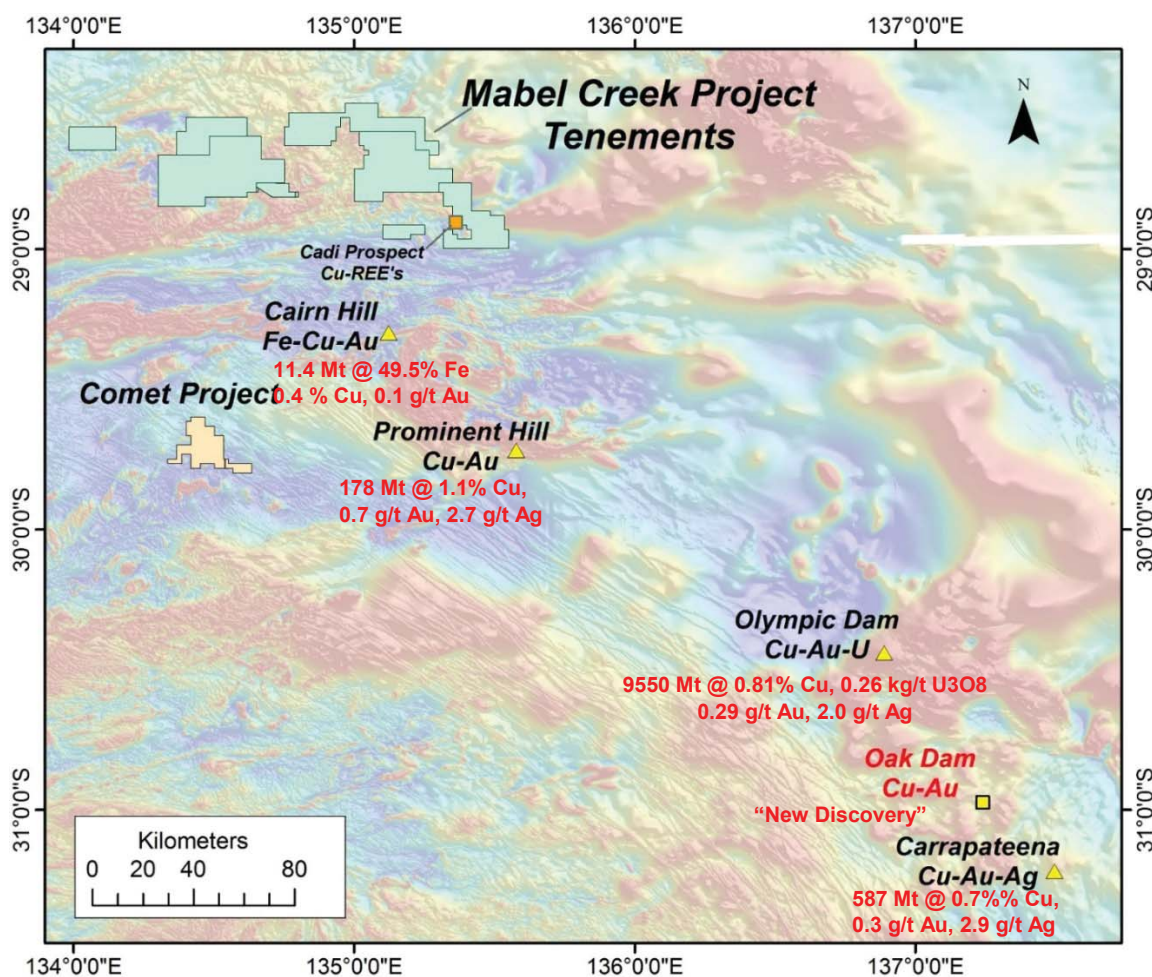 134°0'0"E 135°0'0"E 136°0'0"E 137°0'0"E
Mabel Creek Project
Tenements
N
Cadi Prospect
Cu-REE's
29°0'0"S 29°0'0"S
Cairn Hill
Fe-Cu-Au
11.4 Mt @ 49.5% Fe
0.4 % Cu, 0.1 g/t Au
Comet Project
Prominent Hill
Cu-Au
178 Mt @ 1.1% Cu,
0.7 g/t Au, 2.7 g/t Ag
30°0'0"S 30°0'0"S
Olympic Dam
Cu-Au-U
9550 Mt @ 0.81% Cu, 0.26 kg/t U3O8
0.29 g/t Au, 2.0 g/t Ag
Oak Dam
Cu-Au
“New Discovery”
31°0'0"S 31°0'0"S
Carrapateena
Cu-Au-Ag
587 Mt @ 0.7%% Cu,
0.3 g/t Au, 2.9 g/t Ag
Kilometers
0 20 40 80
134°0'0"E 135°0'0"E 136°0'0"E 137°0'0"E